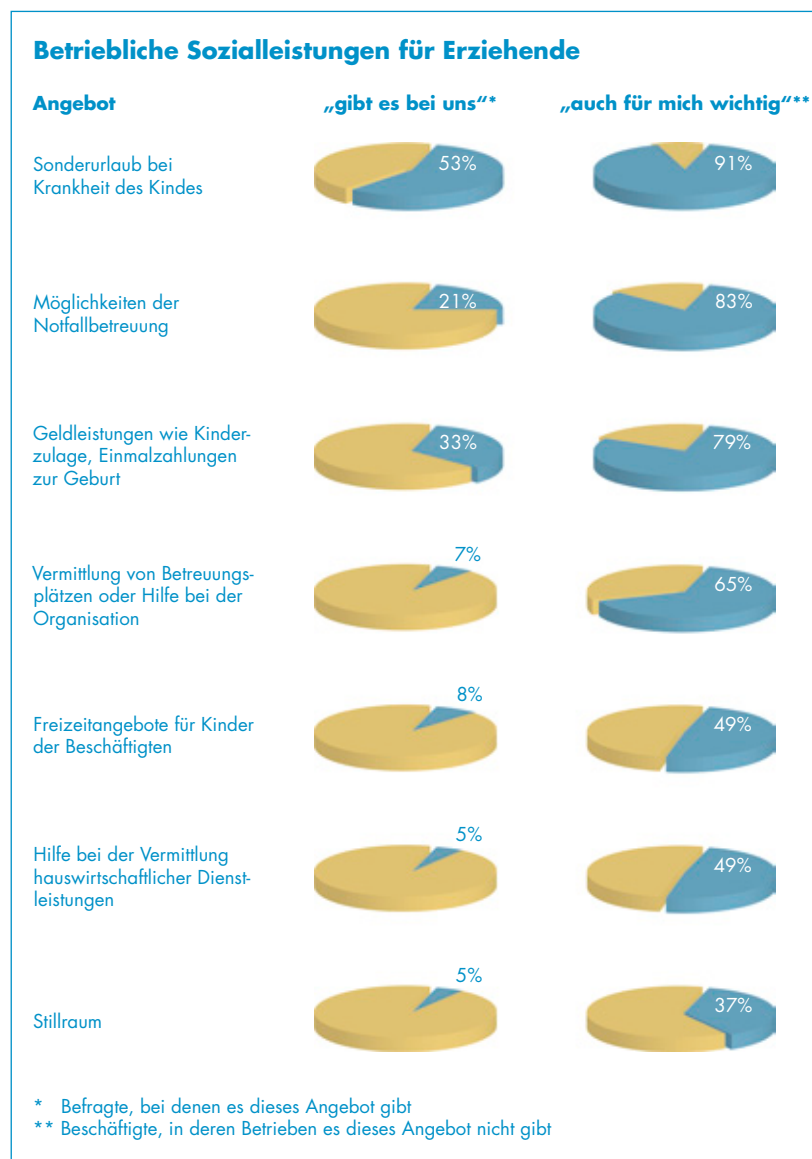 Betriebliche Sozialleistungen für Erziehende
Angebot „gibt es bei uns“* „auch für mich wichtig“**
Sonderurlaub bei
Krankheit des Kindes
53% 91%
Möglichkeiten der
Notfallbetreuung
21% 83%
Geldleistungen wie Kinder-
zulage, Einmalzahlungen
zur Geburt
33% 79%
Vermittlung von Betreuungs-
plätzen oder Hilfe bei der
Organisation
7% 65%
Freizeitangebote für Kinder
der Beschäftigten
8% 49%
Hilfe bei der Vermittlung
hauswirtschaftlicher Dienst-
leistungen
5% 49%
Stillraum
5% 37%
* Befragte, bei denen es dieses Angebot gibt
** Beschäftigte, in deren Betrieben es dieses Angebot nicht gibt